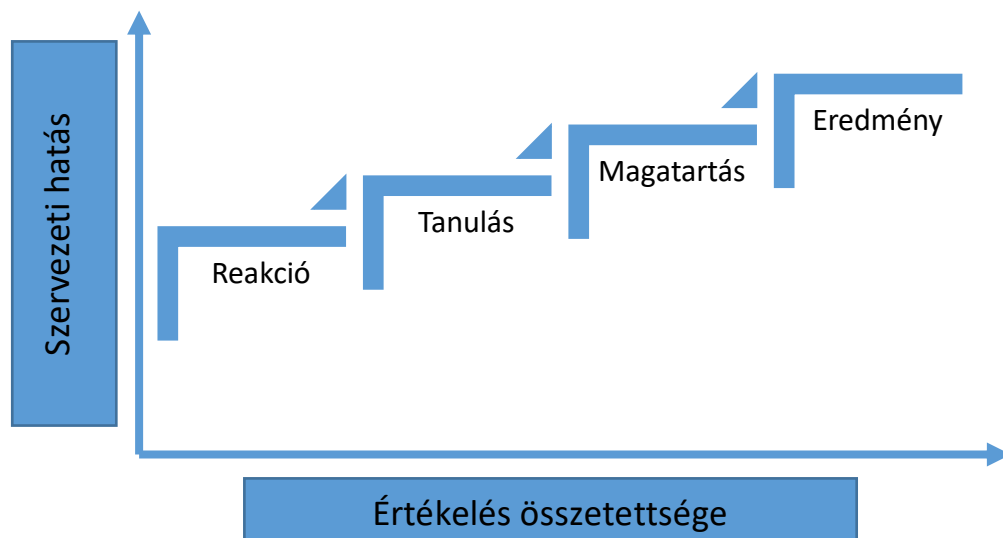 Szervezeti hatás
Eredmény
Magatartás
Tanulás
Reakció
Értékelés összetettsége